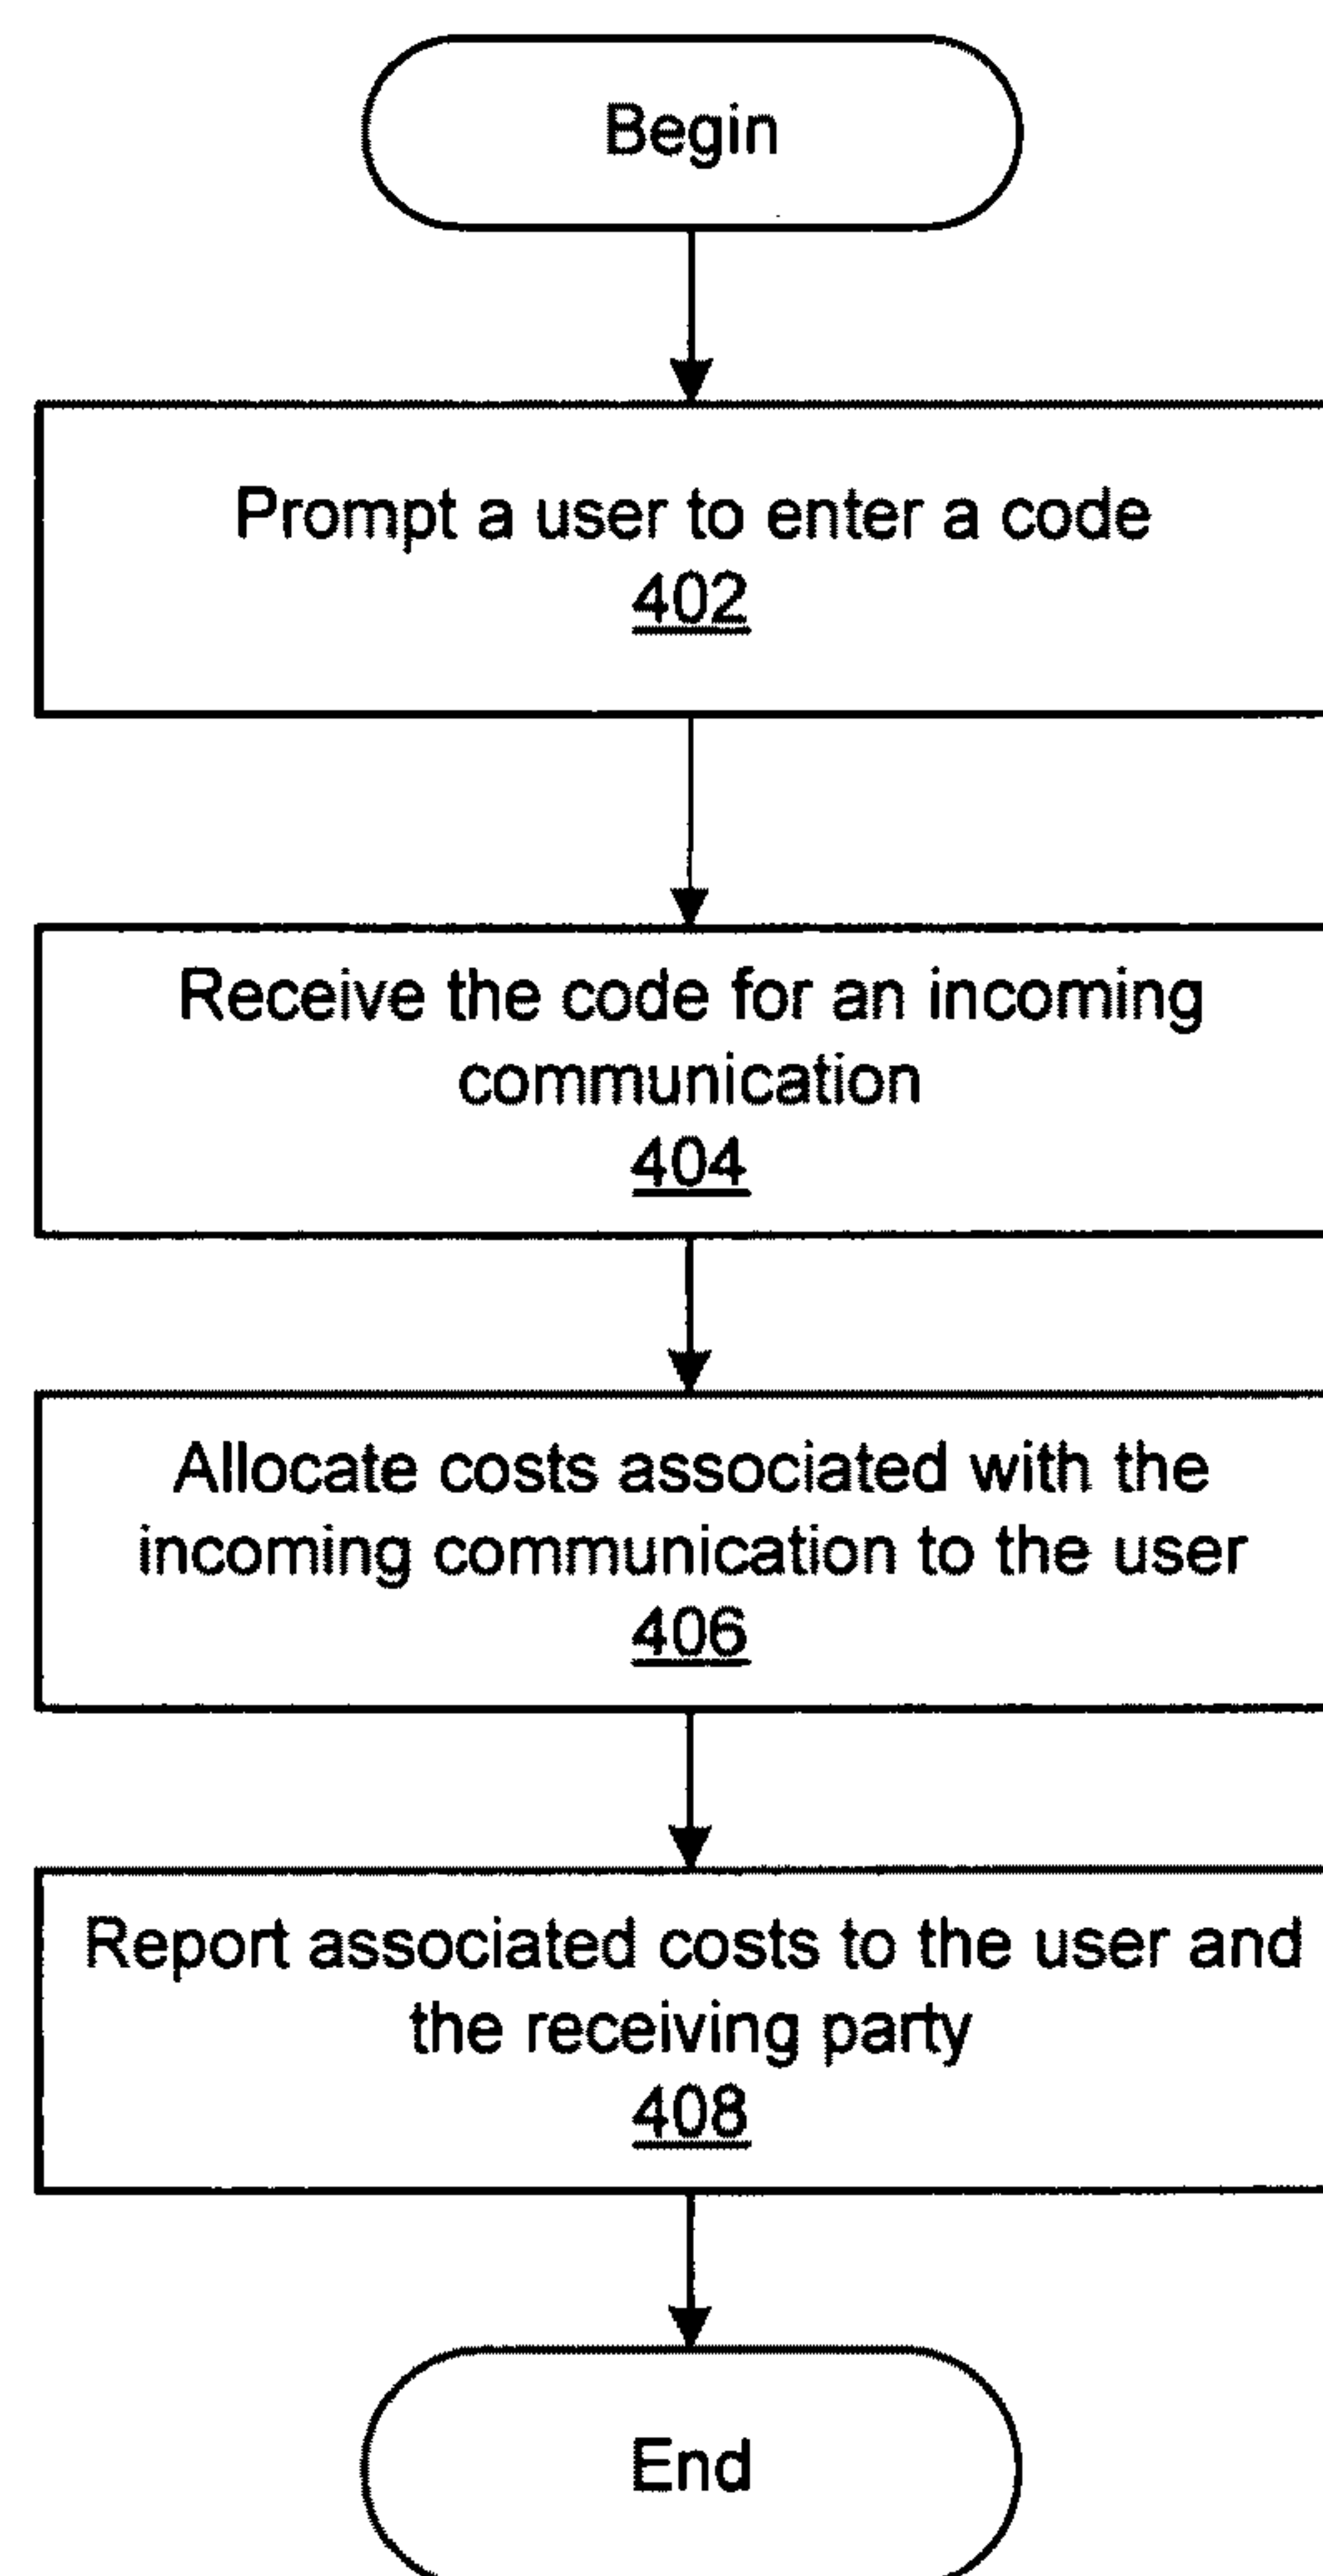 Begin
Prompt a user to enter a code
402
Receive the code for an incoming
communication
404
Allocate costs associated with the
incoming communication to the user
406
Report associated costs to the user and
the receiving party
408
End